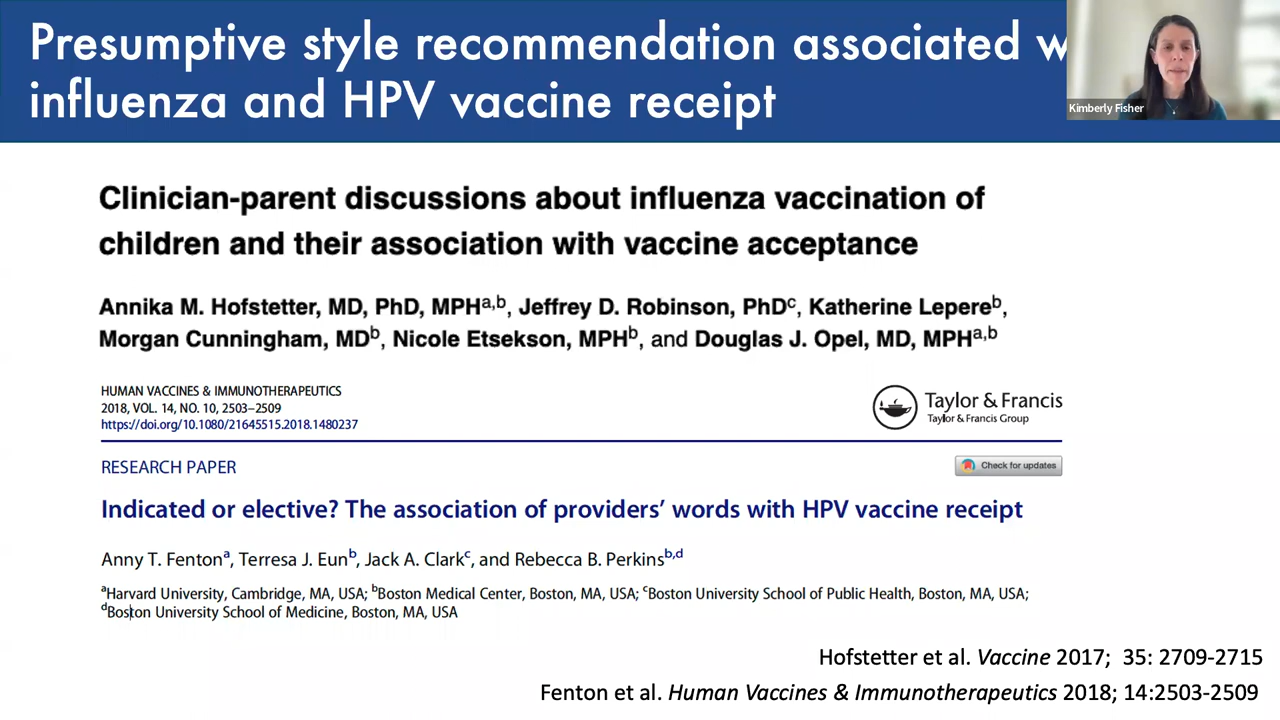 Presumptive style recommendation associated w
influenza and HPV vaccine receipt
Kimberly Fisher
Clinician-parent discussions about influenza vaccination of
children and their association with vaccine acceptance
Annika M. Hofstetter, MD, PhD, MPHa,b, Jeffrey D. Robinson, PhDc, Katherine Lepereb,
Morgan Cunningham, MDb, Nicole Etsekson, MPHb, and Douglas J. Opel, MD, MPHa,b
HUMAN VACCINES & IMMUNOTHERAPEUTICS
2018, VOL. 14, NO. 10, 2503–2509
https://doi.org/10.1080/21645515.2018.1480237
Taylor & Francis
Taylor & Francis Group
RESEARCH PAPER
Check for updates
Indicated or elective? The association of providers’ words with HPV vaccine receipt
Anny T. Fentona, Terresa J. Eunb, Jack A. Clarkc, and Rebecca B. Perkinsb,d
aHarvard University, Cambridge, MA, USA; bBoston Medical Center, Boston, MA, USA; cBoston University School of Public Health, Boston, MA, USA;
dBoston University School of Medicine, Boston, MA, USA
Hofstetter et al. Vaccine 2017; 35: 2709-2715
Fenton et al. Human Vaccines & Immunotherapeutics 2018; 14:2503-2509